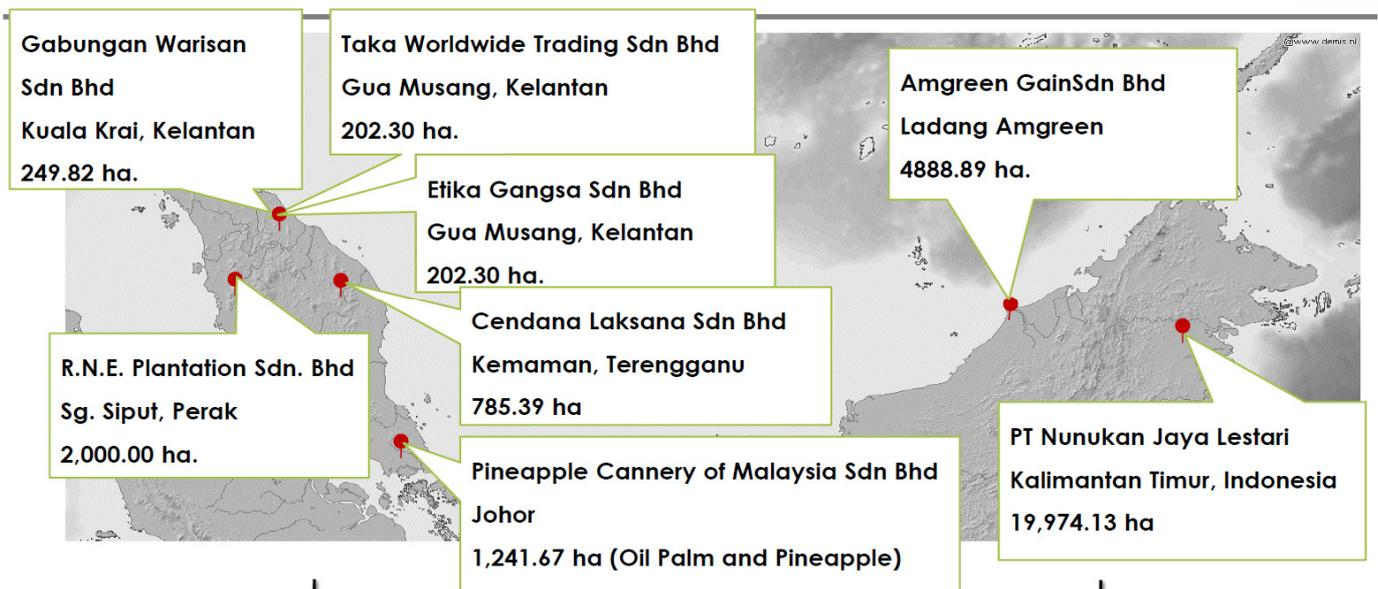 Gabungan Warisan
Sdn Bhd
Kuala Krai, Kelantan
249.82 ha.
Taka Worldwide Trading Sdn Bhd
Gua Musang, Kelantan
202.30 ha.
Etika Gangsa Sdn Bhd
Gua Musang, Kelantan
202.30 ha.
Cendana Laksana Sdn Bhd
Kemaman, Terengganu
785.39 ha
R.N.E. Plantation Sdn. Bhd
Sg. Siput, Perak
2,000.00 ha.
Pineapple Cannery of Malaysia Sdn Bhd
Johor
1,241.67 ha (Oil Palm and Pineapple)
@www.demis.nl
Amgreen GainSdn Bhd
Ladang Amgreen
4888.89 ha.
PT Nunukan Jaya Lestari
Kalimantan Timur, Indonesia
19,974.13 ha